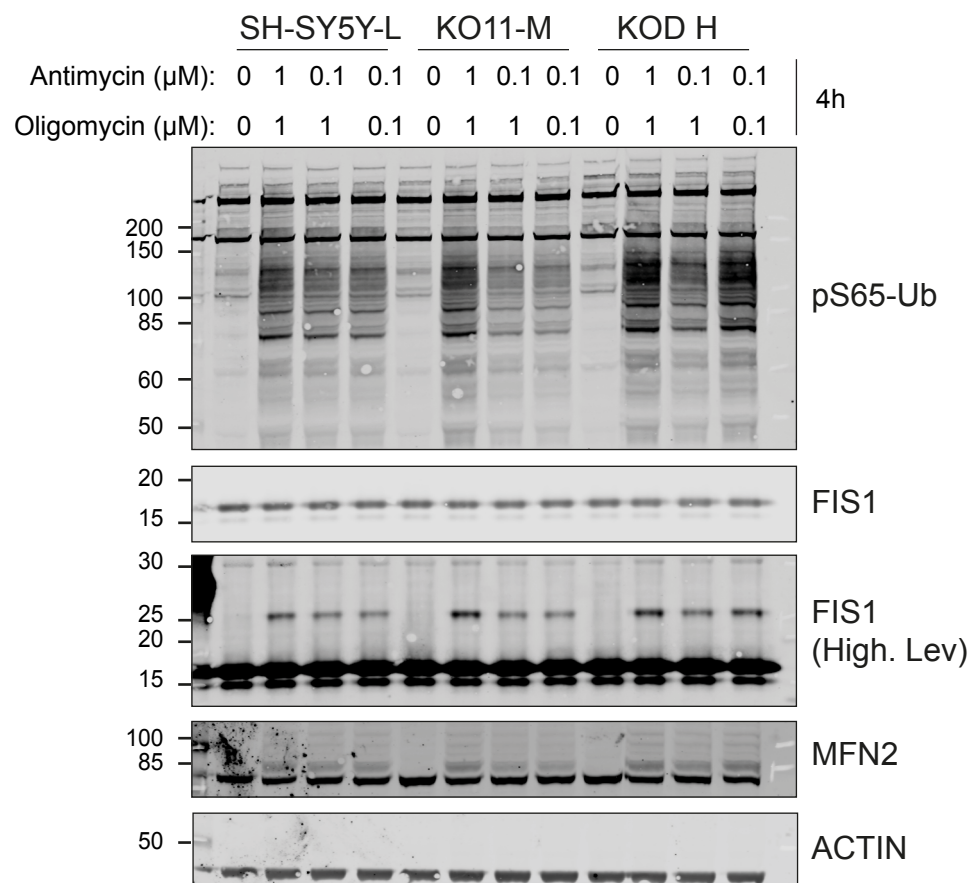 SH-SY5Y-L KO11-M KOD H
Antimycin (µM): 0 1 0.1 0.1 0 1 0.1 0.1 0 1 0.1 0.1
4h
Oligomycin (µM): 0 1 1 0.1 0 1 1 0.1 0 1 1 0.1
200
150
100
85
60
50
pS65-Ub
20
15
FIS1
30
25
20
15
FIS1
(High. Lev)
100
85
MFN2
50
ACTIN